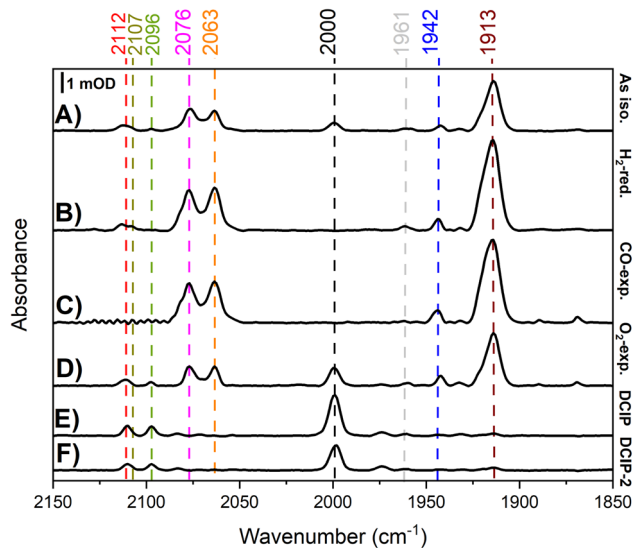 2112
2107
2096
2076
2063
2000
1961
1942
1913
1 mOD
A)
As iso.
B)
H2-red.
C)
CO-exp.
D)
O2-exp.
E)
DCIP
F)
DCIP-2
Absorbance
2150 2100 2050 2000 1950 1900 1850
Wavenumber (cm-1)